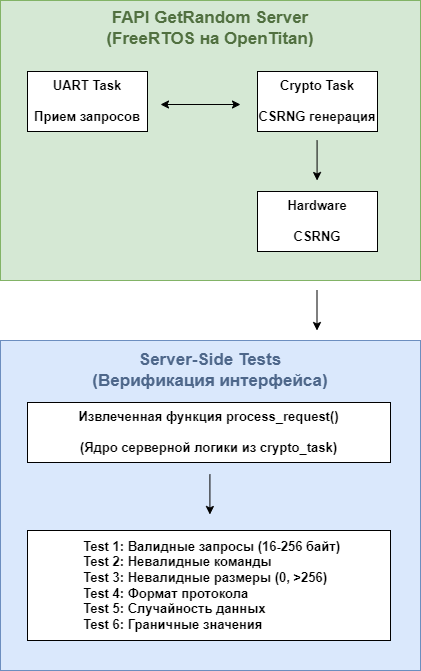 FAPI GetRandom Server
(FreeRTOS на OpenTitan)
UART Task
Прием запросов
Crypto Task
CSRNG генерация
Hardware
CSRNG
Server-Side Tests
(Верификация интерфейса)
Извлеченная функция process_request()
(Ядро серверной логики из crypto_task)
Test 1: Валидные запросы (16-256 байт)
Test 2: Невалидные команды
Test 3: Невалидные размеры (0, >256)
Test 4: Формат протокола
Test 5: Случайность данных
Test 6: Граничные значения